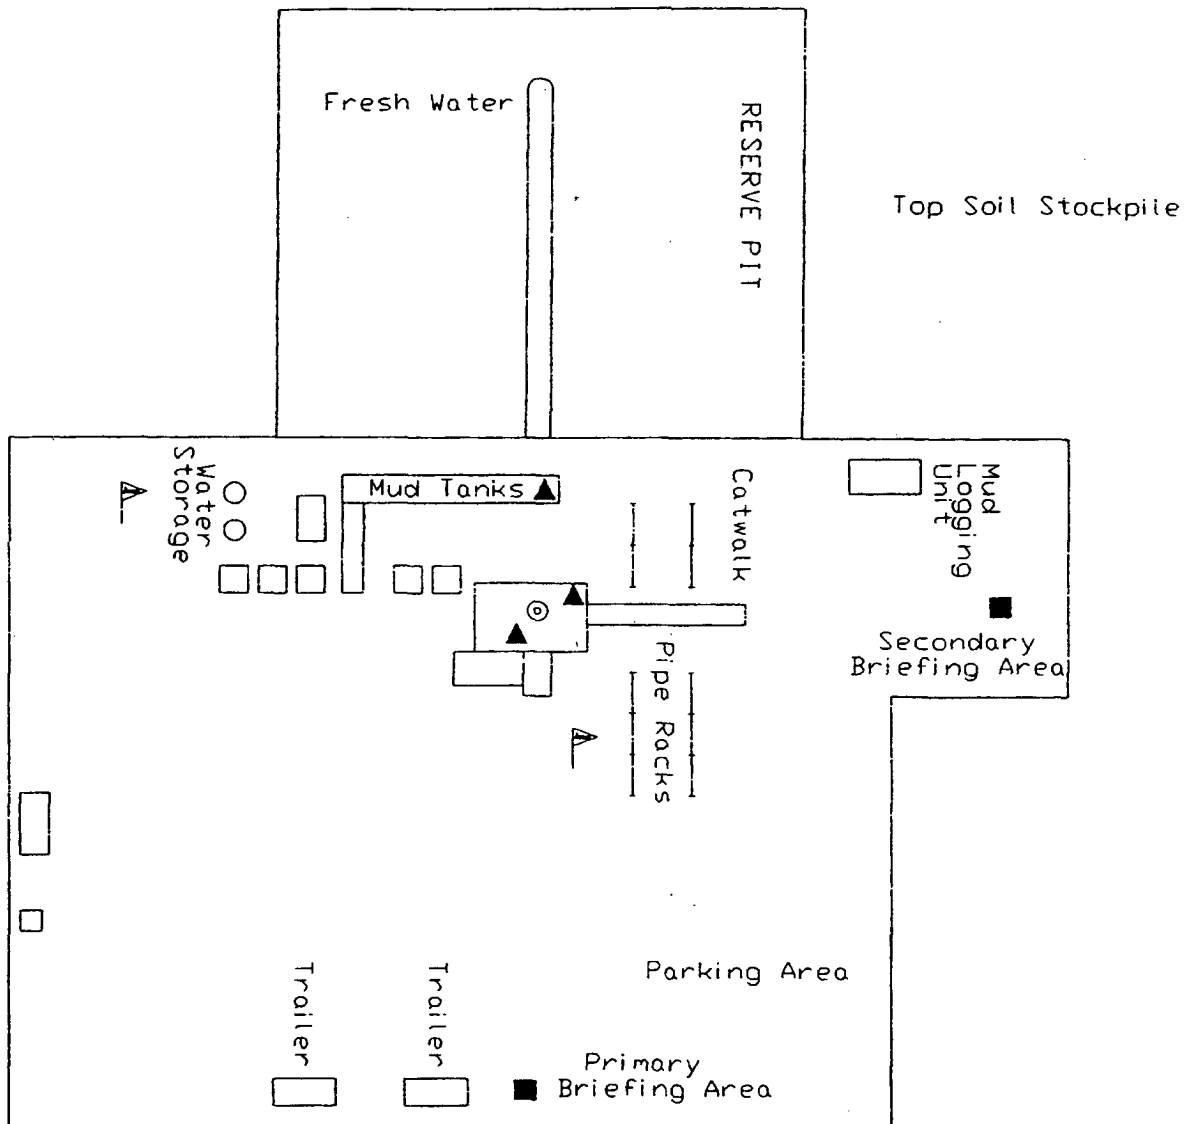 Fresh Water
RESERVE PIT
Top Soil Stockpile
Water
Storage
Mud Tanks
Catwalk
Mud
Logging
Unit
Secondary
Briefing Area
Pipe Racks
Parking Area
Trailer
Trailer
Primary
Briefing Area